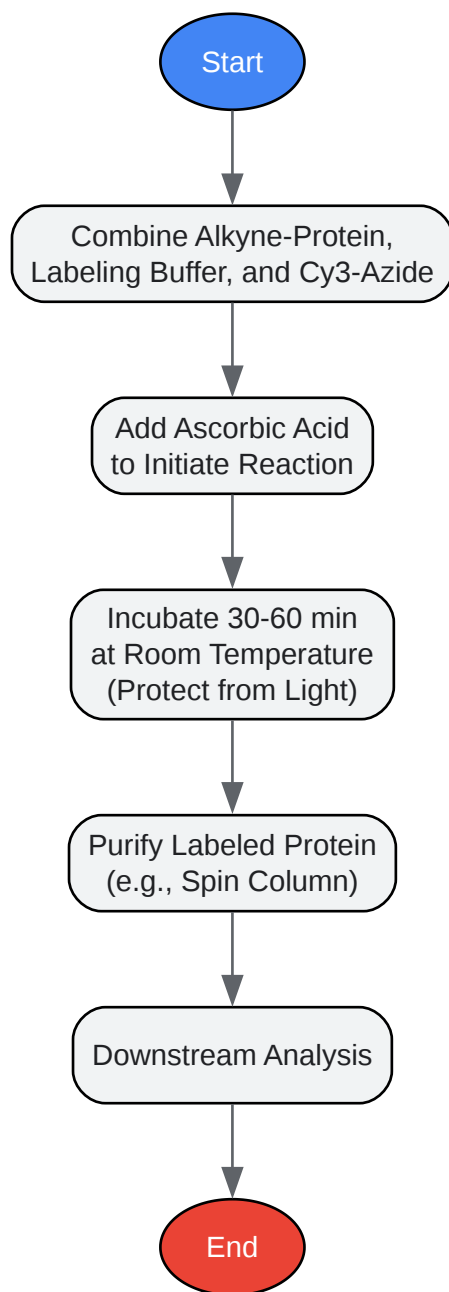 Start
Combine Alkyne-Protein,
Labeling Buffer, and Cy3-Azide
Add Ascorbic Acid
to Initiate Reaction
Incubate 30-60 min
at Room Temperature
(Protect from Light)
Purify Labeled Protein
(e.g., Spin Column)
Downstream Analysis
End